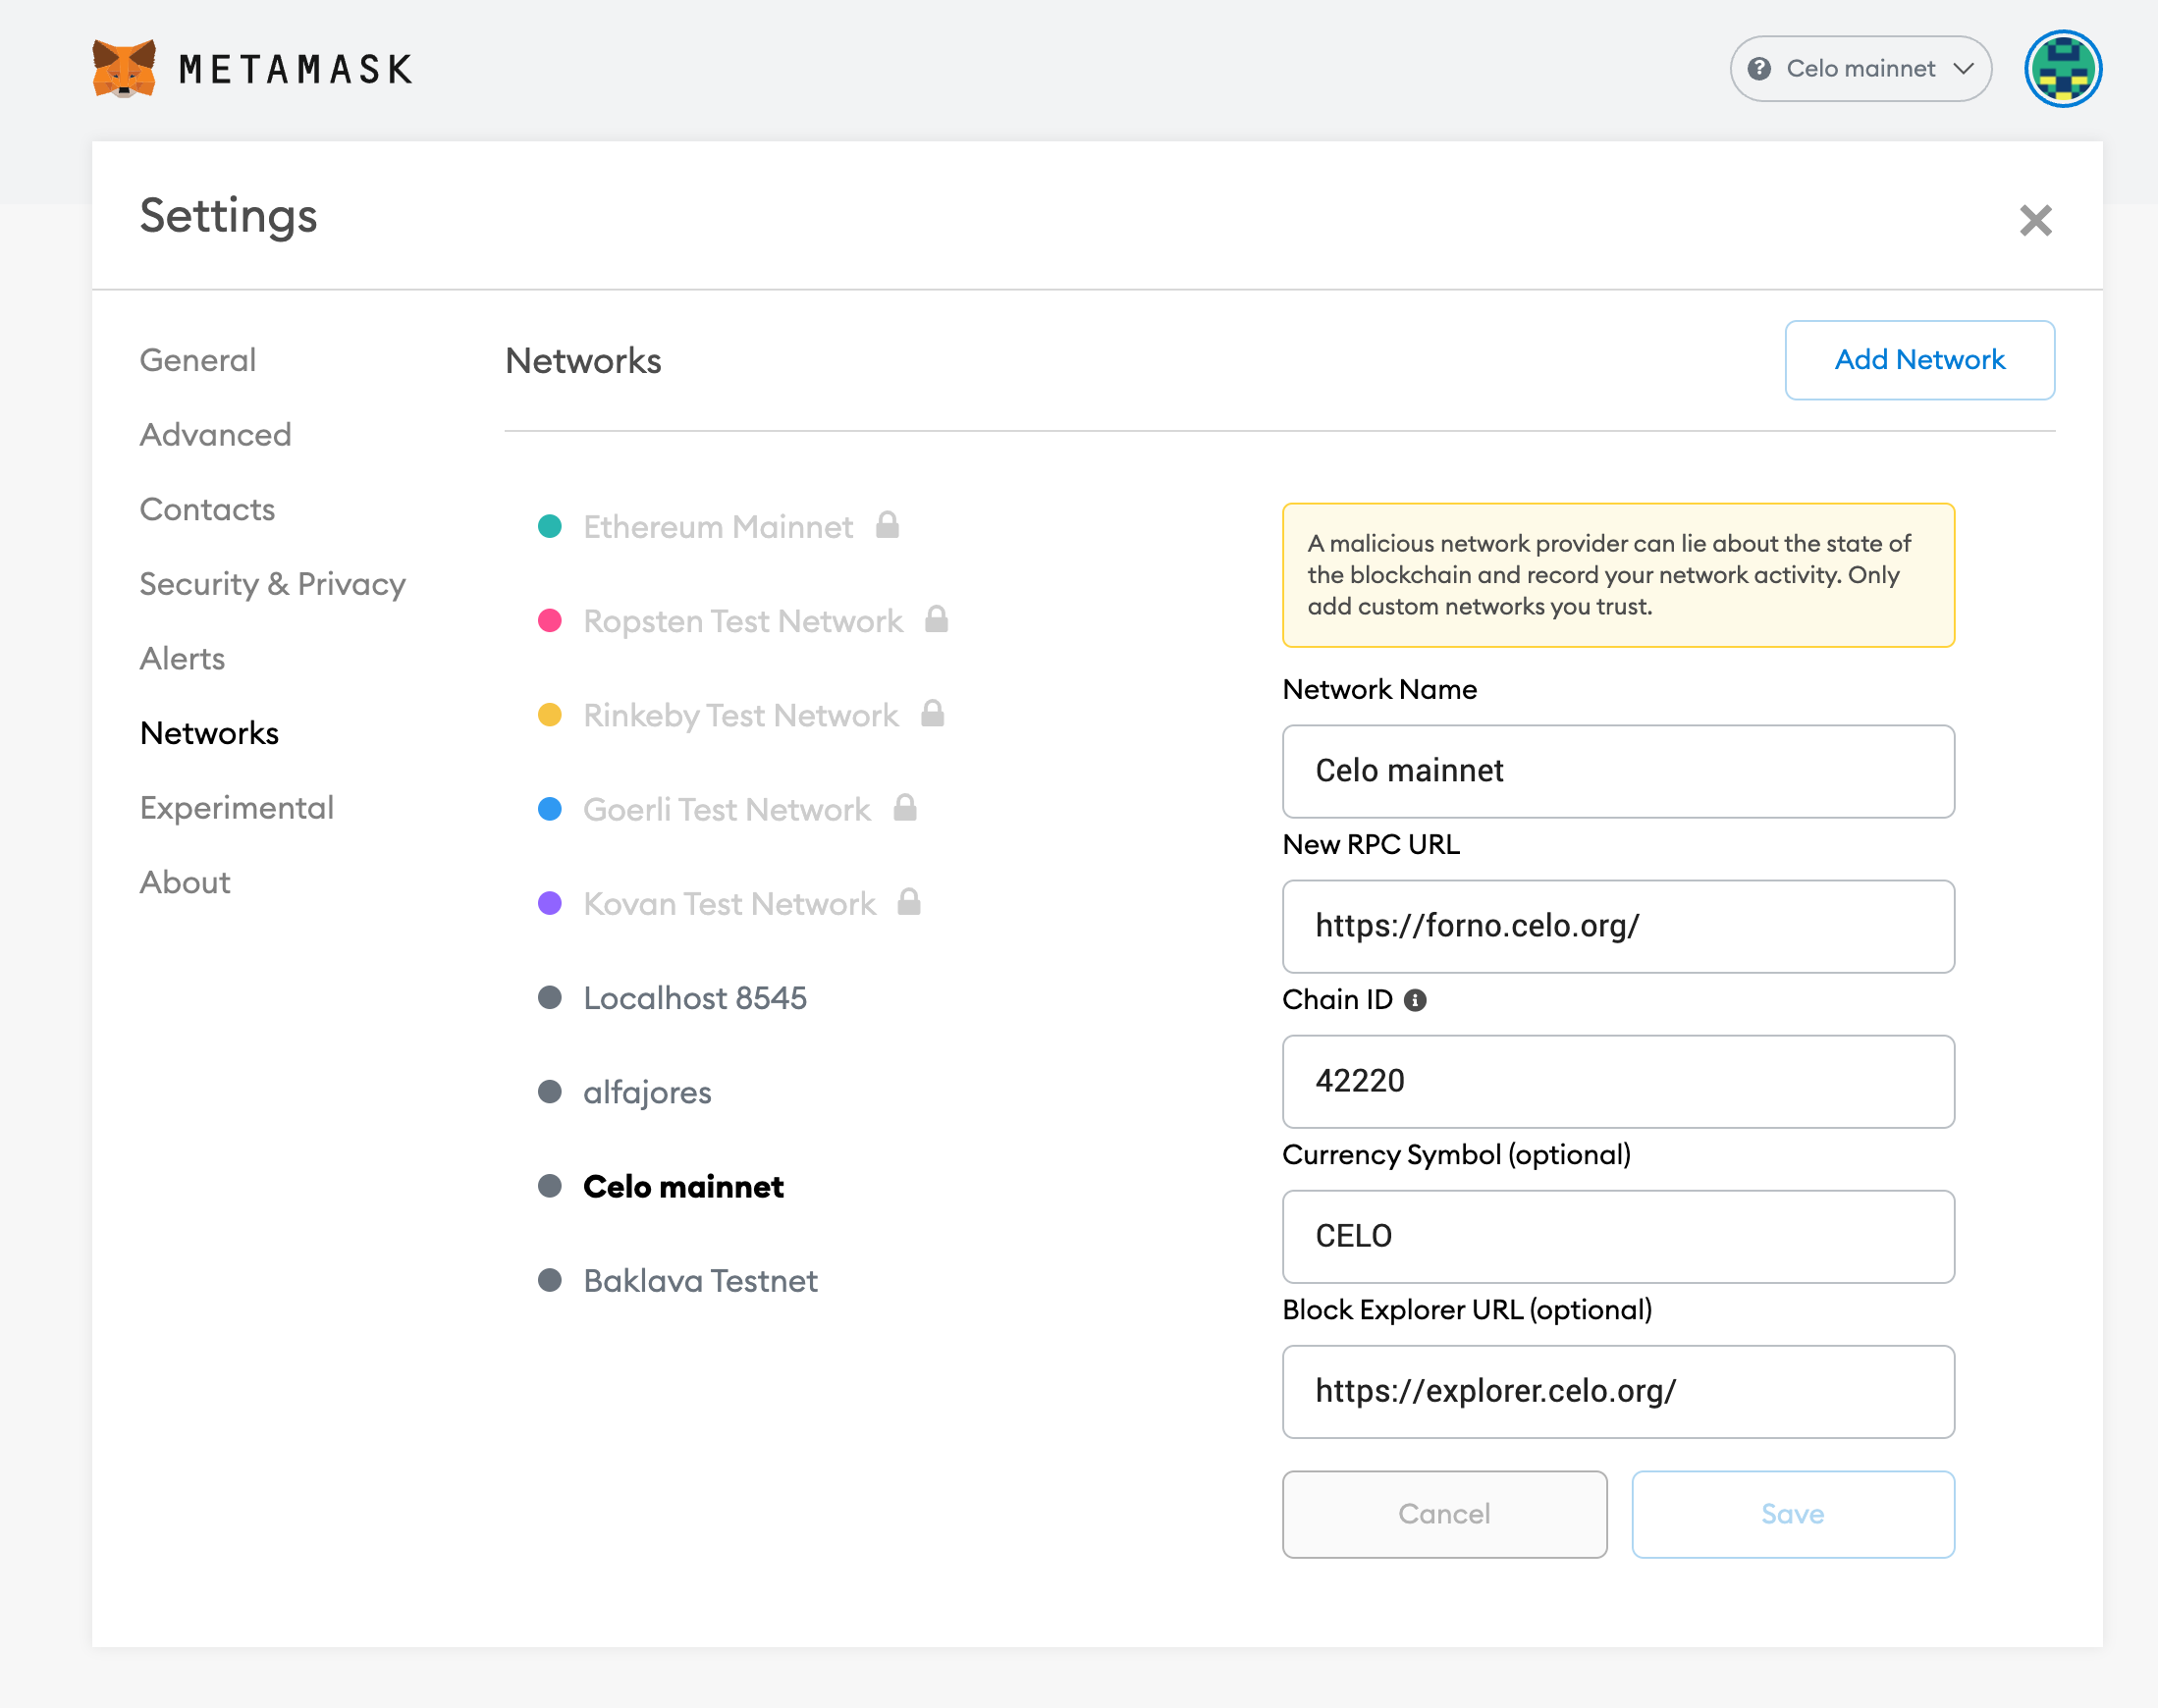 METAMASK
Celo mainnet
Settings
General
Advanced
Contacts
Security & Privacy
Alerts
Networks
Experimental
About
Networks
Add Network
Ethereum Mainnet
Ropsten Test Network
Rinkeby Test Network
Goerli Test Network
Kovan Test Network
Localhost 8545
alfajores
Celo mainnet
Baklava Testnet
A malicious network provider can lie about the state of
the blockchain and record your network activity. Only
add custom networks you trust.
Network Name
Celo mainnet
New RPC URL
https://forno.celo.org/
Chain ID
42220
Currency Symbol (optional)
CELO
Block Explorer URL (optional)
https://explorer.celo.org/
Cancel
Save